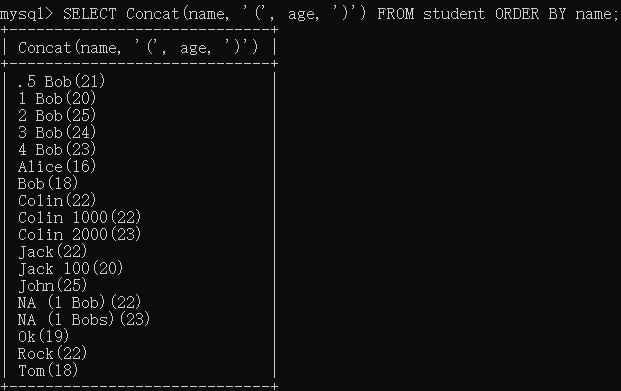 mysql> SELECT Concat(name, '(', age, ')') FROM student ORDER BY name;
+-----------------------------+
| Concat(name, '(', age, ')') |
+-----------------------------+
| .5 Bob(21)                  |
| 1 Bob(20)                   |
| 2 Bob(25)                   |
| 3 Bob(24)                   |
| 4 Bob(23)                   |
| Alice(16)                   |
| Bob(18)                     |
| Colin(22)                   |
| Colin 1000(22)              |
| Colin 2000(23)              |
| Jack(22)                    |
| Jack 100(20)                |
| John(25)                    |
| NA (1 Bob)(22)              |
| NA (1 Bobs)(23)             |
| Ok(19)                      |
| Rock(22)                    |
| Tom(18)                     |
+-----------------------------+